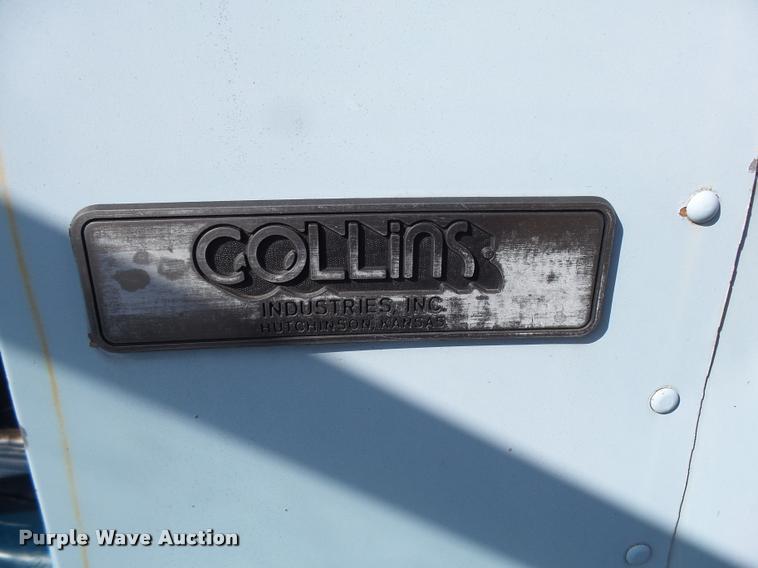 COLLins
INDUSTRIES, INC.
HUTCHINSON, KANSAS
Purple Wave Auction